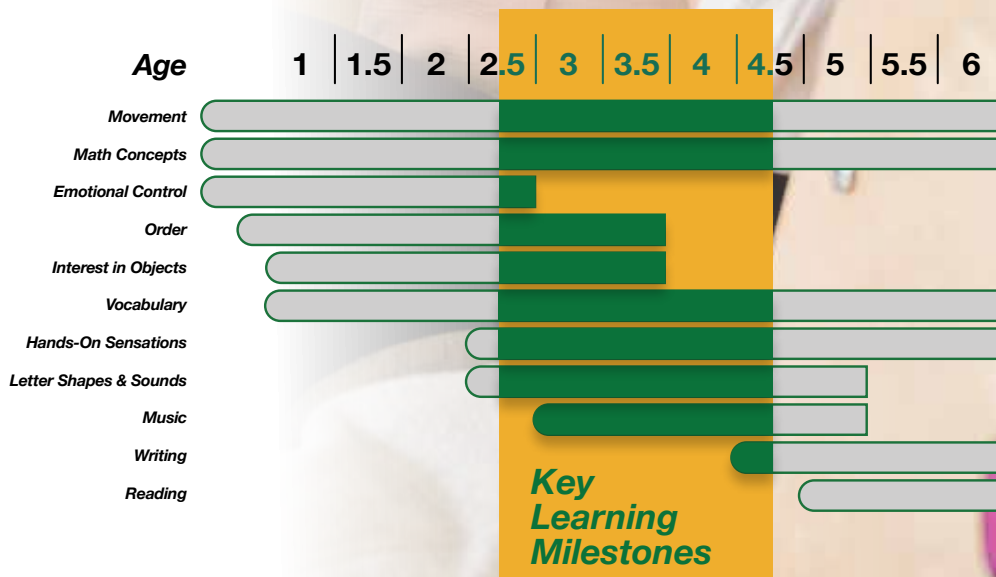 Age 1 1.5 2 2.5 3 3.5 4 4.5 5 5.5 6
Movement
Math Concepts
Emotional Control
Order
Interest in Objects
Vocabulary
Hands-On Sensations
Letter Shapes & Sounds
Music
Writing
Reading
Key
Learning
Milestones